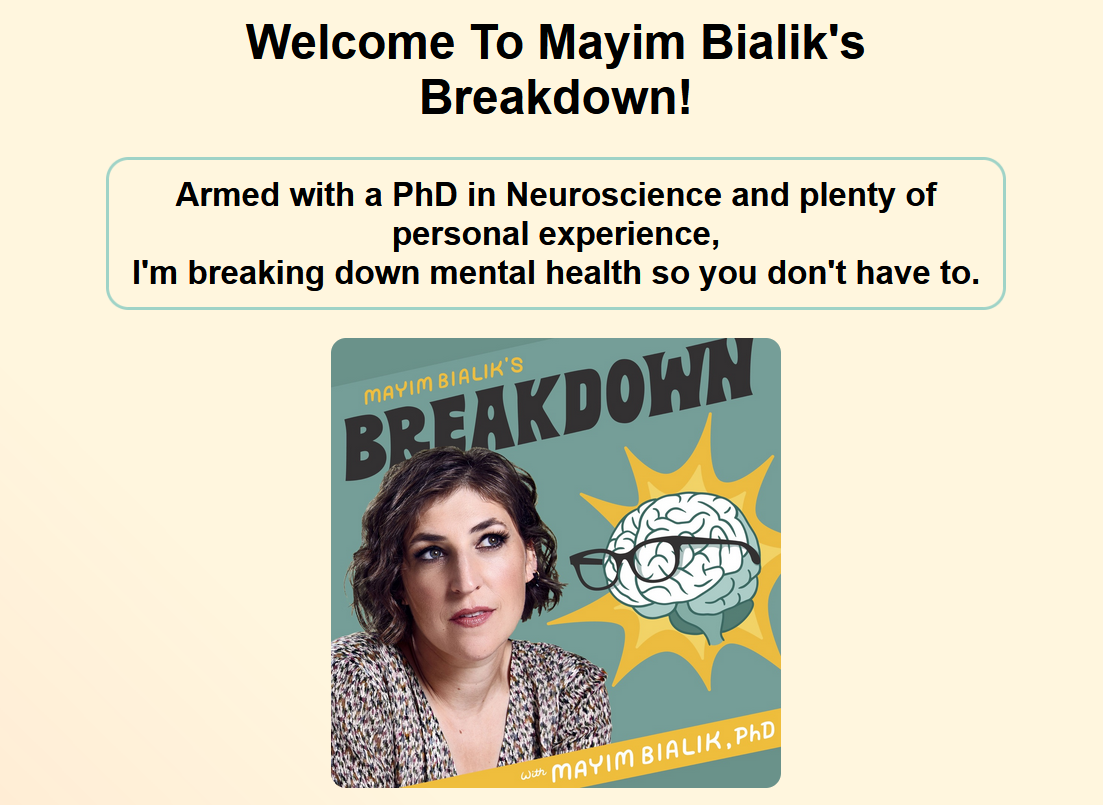 Welcome To Mayim Bialik's
Breakdown!
Armed with a PhD in Neuroscience and plenty of
personal experience,
I'm breaking down mental health so you don't have to.
MAYIM BIALIK'S
BREAKDOWN
with MAYIM BIALIK, PhD